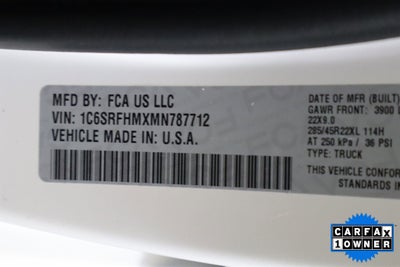 MFD BY: FCA US LLC
VIN: 1C6SRFHMXMN787712
VEHICLE MADE IN: U.S.A.
DATE OF MFR (BUILT)
GAWR FRONT: 3900
22X9.0
285/45R22XL 114H
AT 250 kPa / 36 PSI
TYPE: TRUCK
THIS VEHICLE CONFOR
STANDARDS IN
CARFAX
1 OWNER